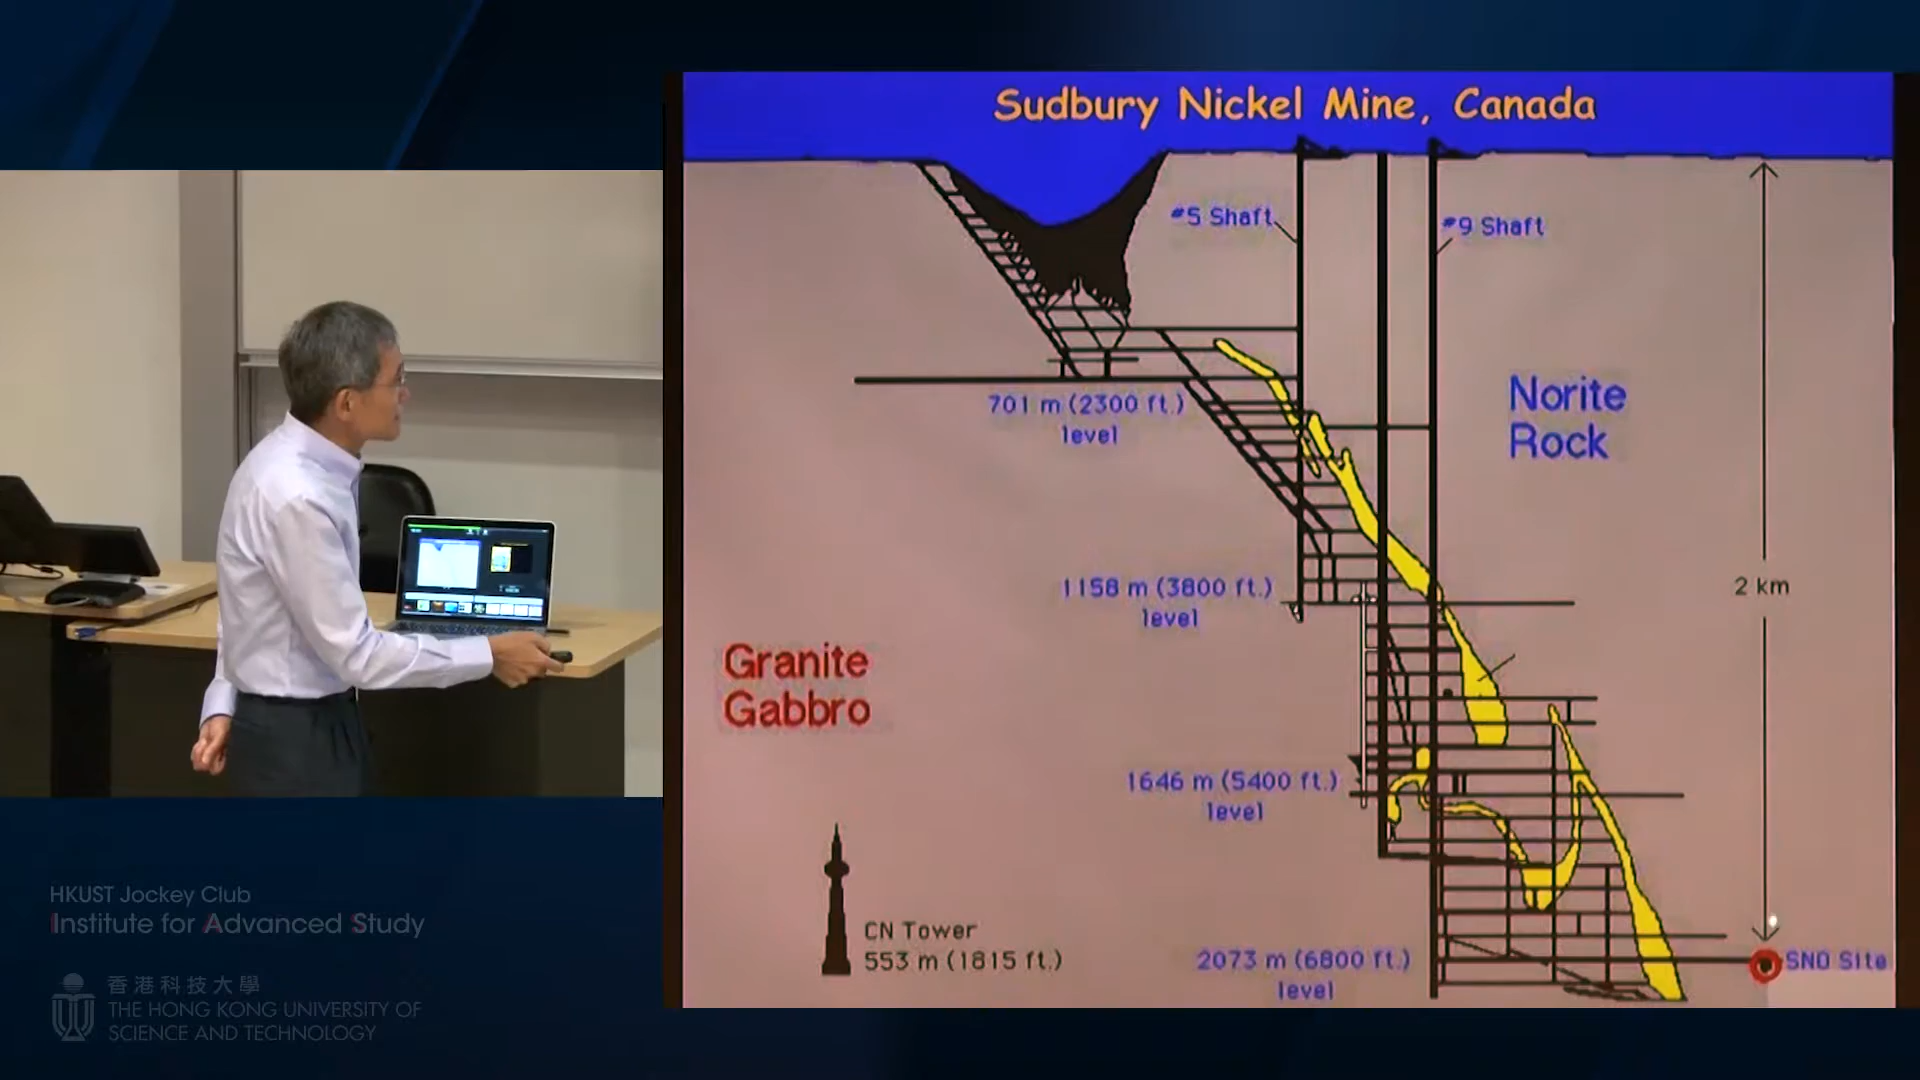 Sudbury Nickel Mine, Canada
#5 Shaft
#9 Shaft
Norite
Rock
701 m (2300 ft.)
level
1158 m (3800 ft.)
level
2 km
Granite
Gabbro
1646 m (5400 ft.)
level
CN Tower
553 m (1815 ft.)
2073 m (6800 ft.)
level
SNO Site
HKUST Jockey Club
Institute for Advanced Study
香港科技大學
THE HONG KONG UNIVERSITY OF
SCIENCE AND TECHNOLOGY